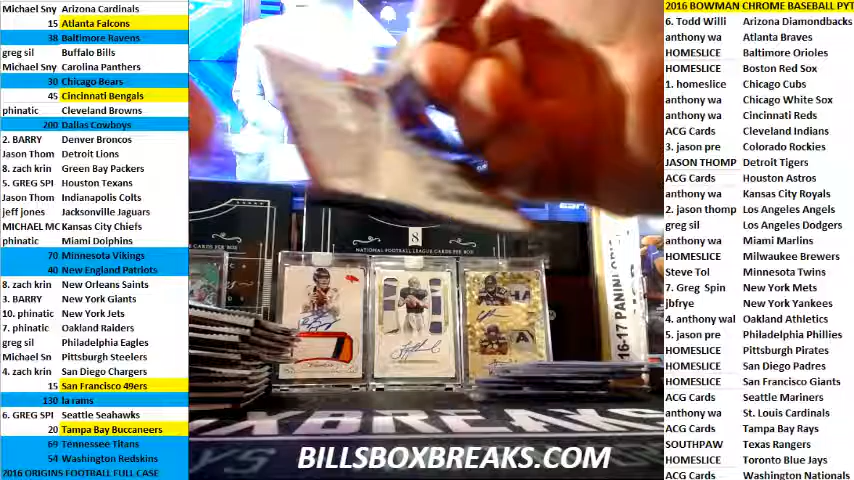 Michael Sny Arizona Cardinals
15 Atlanta Falcons
38 Baltimore Ravens
greg sil Buffalo Bills
Michael Sny Carolina Panthers
30 Chicago Bears
45 Cincinnati Bengals
phinatic Cleveland Browns
200 Dallas Cowboys
2. BARRY Denver Broncos
Jason Thom Detroit Lions
8. zach krin Green Bay Packers
5. GREG SPI Houston Texans
Jason Thom Indianapolis Colts
jeff jones Jacksonville Jaguars
MICHAEL MC Kansas City Chiefs
phinatic Miami Dolphins
70 Minnesota Vikings
40 New England Patriots
8. zach krin New Orleans Saints
3. BARRY New York Giants
10. phinatic New York Jets
7. phinatic Oakland Raiders
greg sil Philadelphia Eagles
Michael Sn Pittsburgh Steelers
4. zach krin San Diego Chargers
15 San Francisco 49ers
130 la rams
6. GREG SPI Seattle Seahawks
20 Tampa Bay Buccaneers
69 Tennessee Titans
54 Washington Redskins
2016 ORIGINS FOOTBALL FULL CASE
CARDS PER BOX
8
NATIONAL FOOTBALL LEAGUE CARDS PER BOX
16-17 PANINI
BILLSBOXBREAKS.COM
2016 BOWMAN CHROME BASEBALL PYT
6. Todd Willi Arizona Diamondbacks
anthony wa Atlanta Braves
HOMESLICE Baltimore Orioles
HOMESLICE Boston Red Sox
1. homeslice Chicago Cubs
anthony wa Chicago White Sox
anthony wa Cincinnati Reds
ACG Cards Cleveland Indians
3. jason pre Colorado Rockies
JASON THOMP Detroit Tigers
ACG Cards Houston Astros
anthony wa Kansas City Royals
2. jason thomp Los Angeles Angels
greg sil Los Angeles Dodgers
anthony wa Miami Marlins
HOMESLICE Milwaukee Brewers
Steve Tol Minnesota Twins
7. Greg Spin New York Mets
jbfrye New York Yankees
4. anthony wal Oakland Athletics
5. jason pre Philadelphia Phillies
HOMESLICE Pittsburgh Pirates
HOMESLICE San Diego Padres
HOMESLICE San Francisco Giants
ACG Cards Seattle Mariners
anthony wa St. Louis Cardinals
ACG Cards Tampa Bay Rays
SOUTHPAW Texas Rangers
HOMESLICE Toronto Blue Jays
ACG Cards Washington Nationals